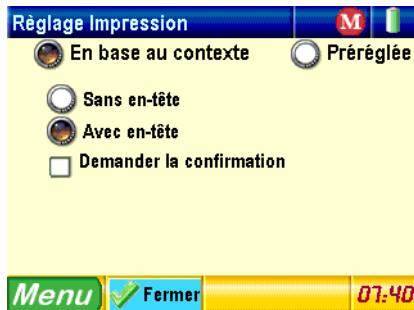 Règlage Impression M
En base au contexte Préréglée
Sans en-tête
Avec en-tête
Demander la confirmation
Menu Fermer 07:40